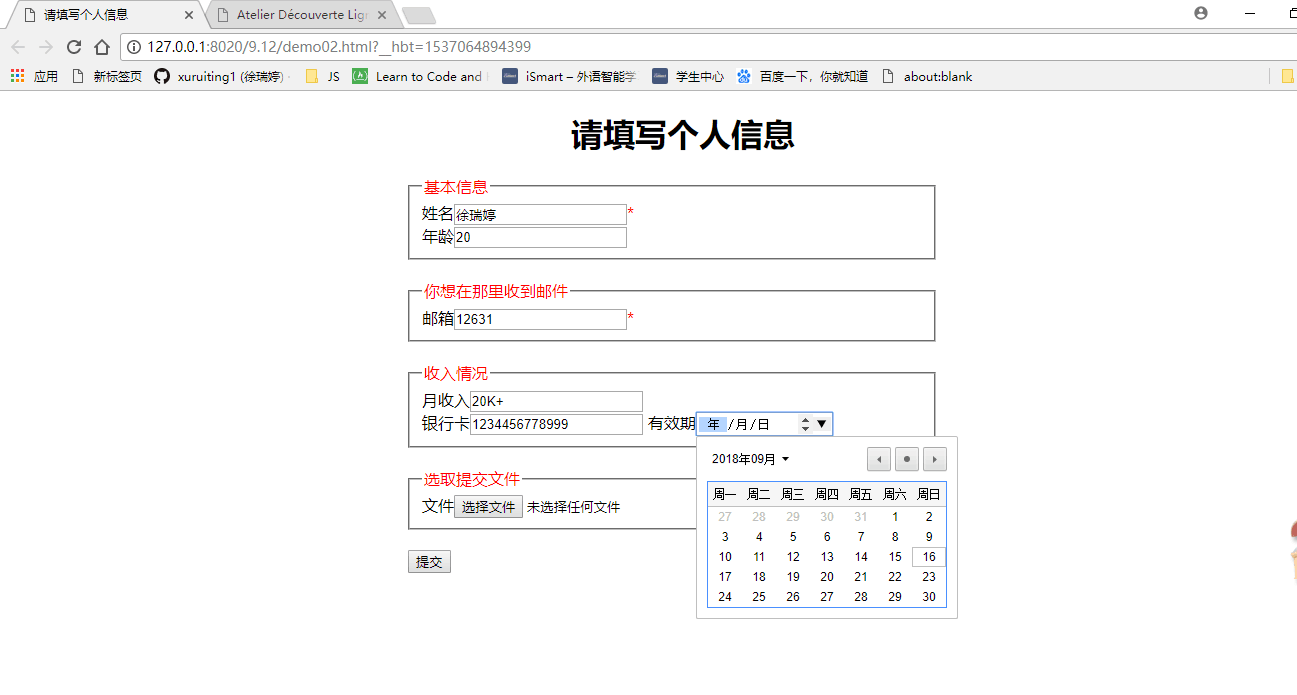 请填写个人信息 Atelier Découverte Lign
127.0.0.1:8020/9.12/demo02.html?__hbt=1537064894399
应用 新标签页 xuruiting1 (徐瑞婷) JS Learn to Code and iSmart – 外语智能学 学生中心 百度一下，你就知道 about:blank
请填写个人信息
基本信息
姓名 徐瑞婷 *
年龄 20
你想在那里收到邮件
邮箱 12631 *
收入情况
月收入 20K+
银行卡 1234456778999 有效期 年/月/日
2018年09月
周一 周二 周三 周四 周五 周六 周日
27 28 29 30 31 1 2
3 4 5 6 7 8 9
10 11 12 13 14 15 16
17 18 19 20 21 22 23
24 25 26 27 28 29 30
选取提交文件
文件 选择文件 未选择任何文件
提交